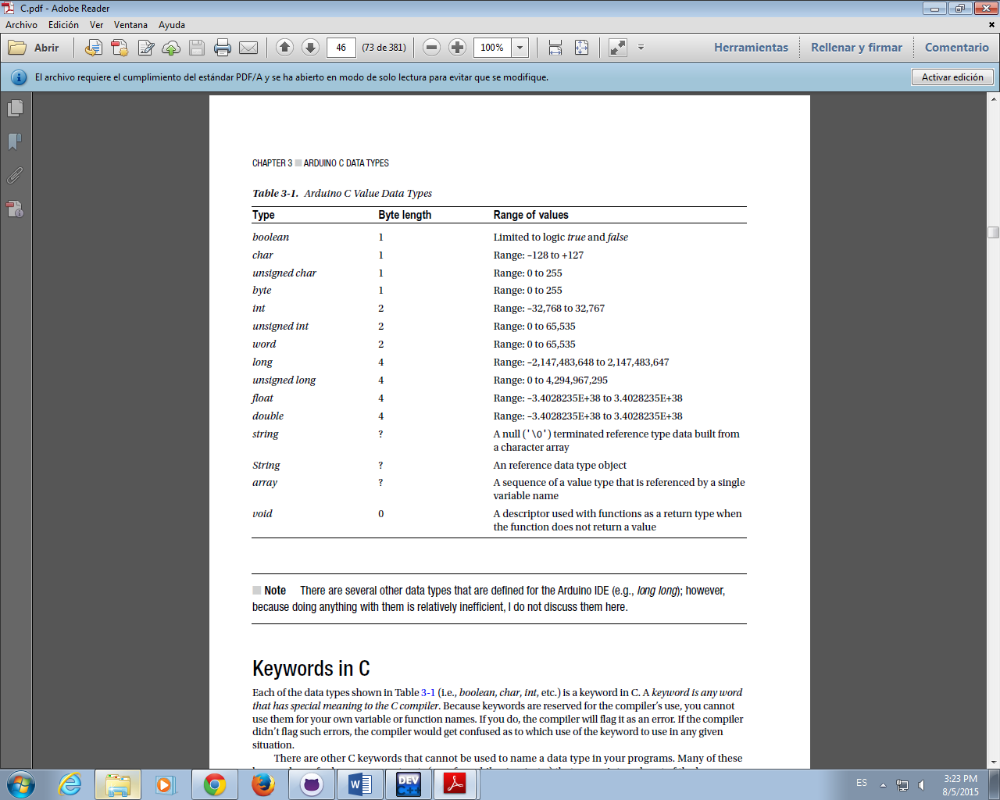 C.pdf - Adobe Reader
Archivo Edición Ver Ventana Ayuda
Abrir 46 (73 de 381) 100% Herramientas Rellenar y firmar Comentario
El archivo requiere el cumplimiento del estándar PDF/A y se ha abierto en modo de solo lectura para evitar que se modifique. Activar edición
CHAPTER 3 ■ ARDUINO C DATA TYPES
Table 3-1. Arduino C Value Data Types
Type Byte length Range of values
boolean 1 Limited to logic true and false
char 1 Range: –128 to +127
unsigned char 1 Range: 0 to 255
byte 1 Range: 0 to 255
int 2 Range: –32,768 to 32,767
unsigned int 2 Range: 0 to 65,535
word 2 Range: 0 to 65,535
long 4 Range: –2,147,483,648 to 2,147,483,647
unsigned long 4 Range: 0 to 4,294,967,295
float 4 Range: –3.4028235E+38 to 3.4028235E+38
double 4 Range: –3.4028235E+38 to 3.4028235E+38
string ? A null ('\0') terminated reference type data built from
a character array
String ? An reference data type object
array ? A sequence of a value type that is referenced by a single
variable name
void 0 A descriptor used with functions as a return type when
the function does not return a value
■ Note There are several other data types that are defined for the Arduino IDE (e.g., long long); however,
because doing anything with them is relatively inefficient, I do not discuss them here.
Keywords in C
Each of the data types shown in Table 3-1 (i.e., boolean, char, int, etc.) is a keyword in C. A keyword is any word
that has special meaning to the C compiler. Because keywords are reserved for the compiler's use, you cannot
use them for your own variable or function names. If you do, the compiler will flag it as an error. If the compiler
didn't flag such errors, the compiler would get confused as to which use of the keyword to use in any given
situation.
There are other C keywords that cannot be used to name a data type in your programs. Many of these
DEV C++
ES 3:23 PM
8/5/2015